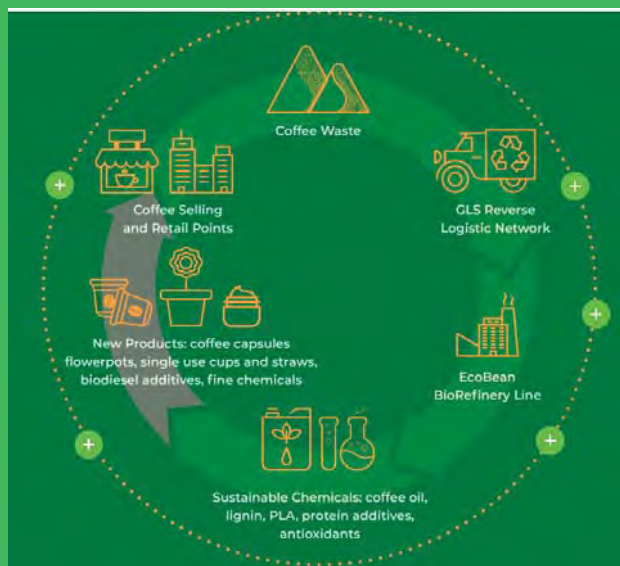 Coffee Waste
GLS Reverse
Logistic Network
EcoBean
BioRefinery Line
Sustainable Chemicals: coffee oil,
lignin, PLA, protein additives,
antioxidants
New Products: coffee capsules
flowerpots, single use cups and straws,
biodiesel additives, fine chemicals
Coffee Selling
and Retail Points